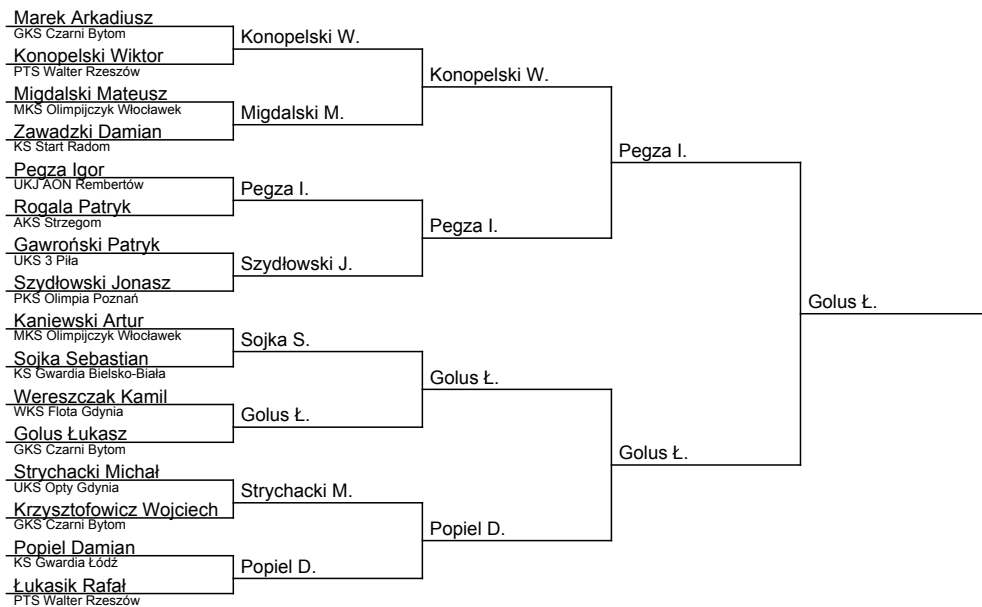 Marek Arkadiusz
GKS Czarni Bytom
Konopelski Wiktor
PTS Walter Rzeszów
Migdalski Mateusz
MKS Olimpijczyk Włocławek
Zawadzki Damian
KS Start Radom
Pegza Igor
UKJ AON Rembertów
Rogala Patryk
AKS Strzegom
Gawroński Patryk
UKS 3 Piła
Szydłowski Jonasz
PKS Olimpia Poznań
Kaniewski Artur
MKS Olimpijczyk Włocławek
Sojka Sebastian
KS Gwardia Bielsko-Biała
Wereszczak Kamil
WKS Flota Gdynia
Golus Łukasz
GKS Czarni Bytom
Strychacki Michał
UKS Opty Gdynia
Krzysztofowicz Wojciech
GKS Czarni Bytom
Popiel Damian
KS Gwardia Łódź
Łukasik Rafał
PTS Walter Rzeszów
Konopelski W.
Migdalski M.
Pegza I.
Szydłowski J.
Sojka S.
Golus Ł.
Strychacki M.
Popiel D.
Konopelski W.
Pegza I.
Golus Ł.
Popiel D.
Pegza I.
Golus Ł.
Golus Ł.